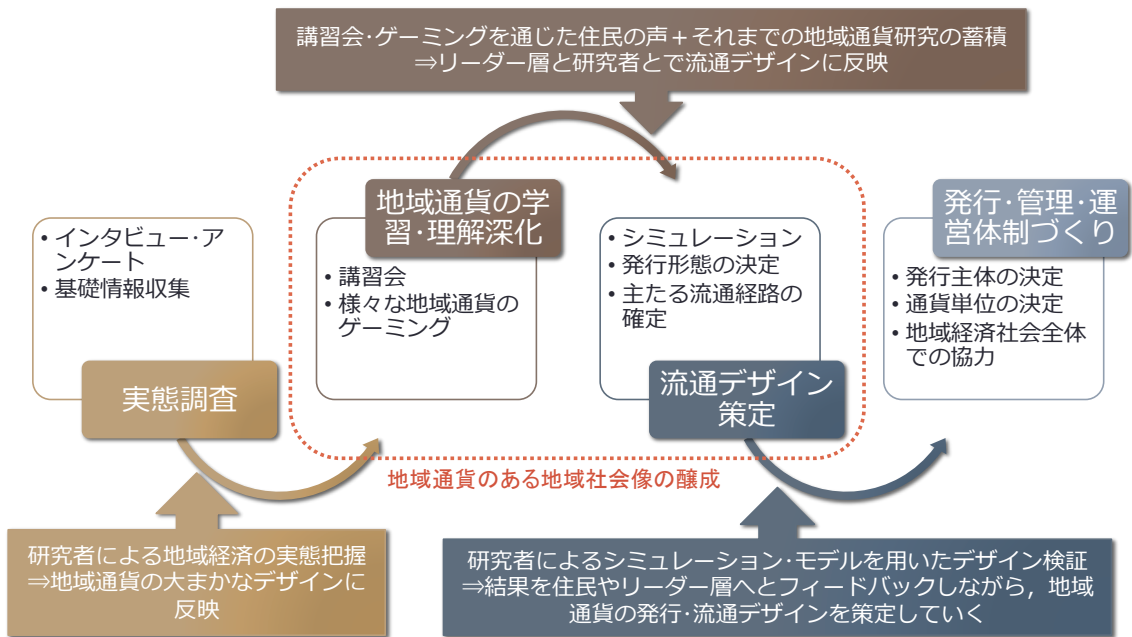 講習会・ゲーミングを通じた住民の声＋それまでの地域通貨研究の蓄積
⇒リーダー層と研究者とで流通デザインに反映
• インタビュー・ア
ンケート
• 基礎情報収集
実態調査
地域通貨の学
習・理解深化
• 講習会
• 様々な地域通貨の
ゲーミング
• シミュレーション
• 発行形態の決定
• 主たる流通経路の
確定
流通デザイン
策定
発行・管理・運
営体制づくり
• 発行主体の決定
• 通貨単位の決定
• 地域経済社会全体
での協力
地域通貨のある地域社会像の醸成
研究者による地域経済の実態把握
⇒地域通貨の大まかなデザインに
反映
研究者によるシミュレーション・モデルを用いたデザイン検証
⇒結果を住民やリーダー層へとフィードバックしながら，地域
通貨の発行・流通デザインを策定していく